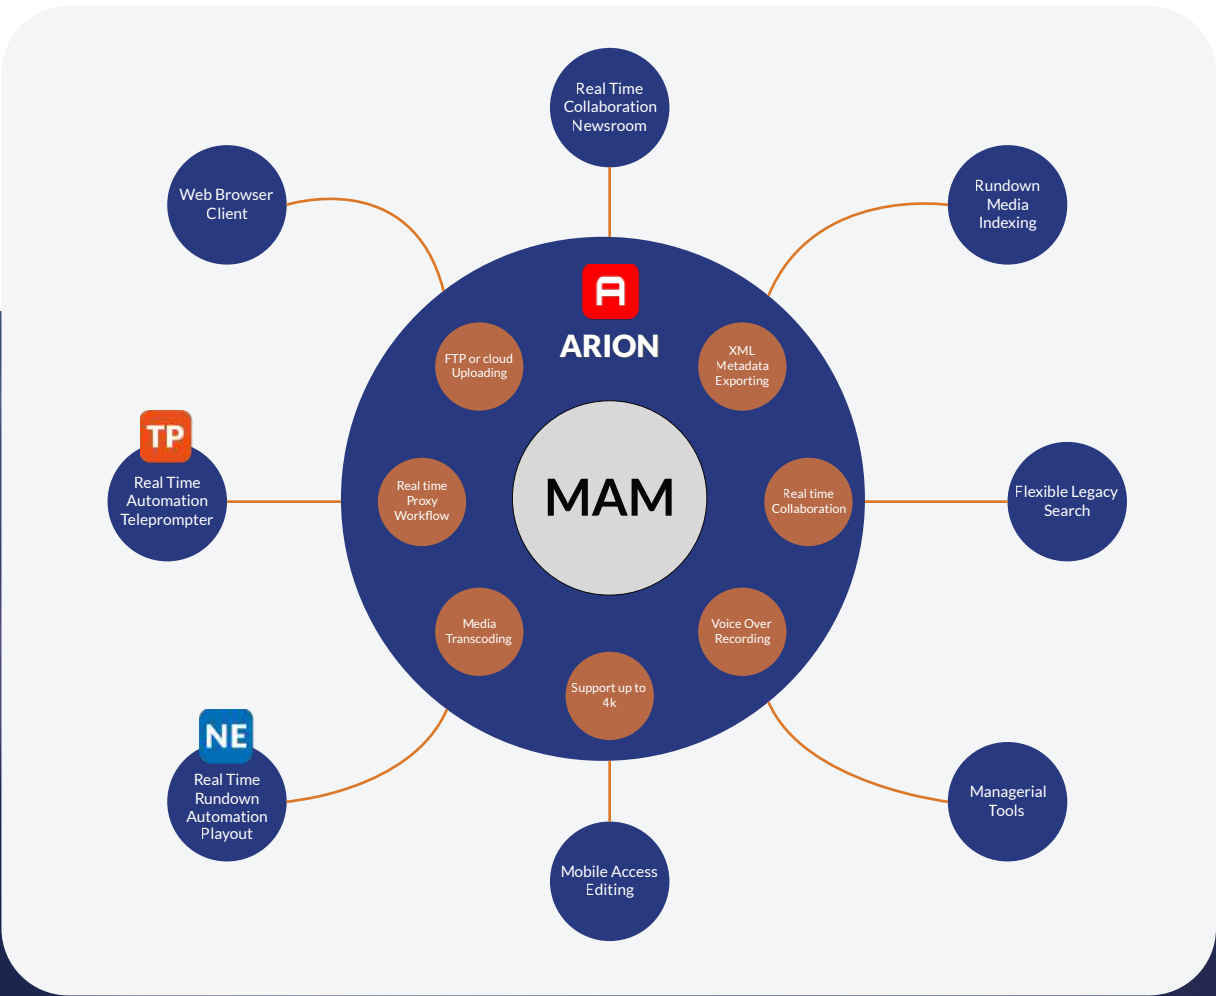 Real Time
Collaboration
Newsroom
Web Browser
Client
Rundown
Media
Indexing
A
ARION
FTP or cloud
Uploading
XML
Metadata
Exporting
TP
Real Time
Automation
Teleprompter
Real time
Proxy
Workflow
MAM
Real time
Collaboration
Flexible Legacy
Search
Media
Transcoding
Voice Over
Recording
Support up to
4k
NE
Real Time
Rundown
Automation
Playout
Managerial
Tools
Mobile Access
Editing